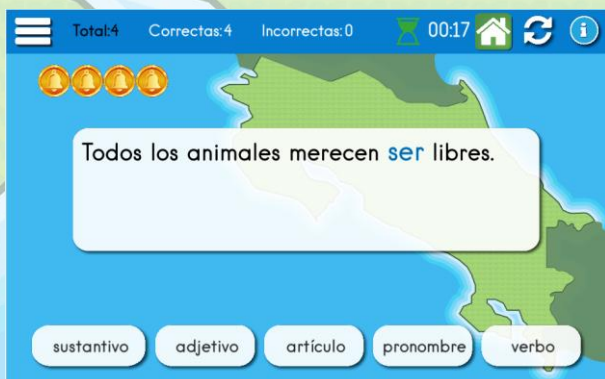 Total:4 Correctas:4 Incorrectas:0 00:17
Todos los animales merecen ser libres.
sustantivo adjetivo artículo pronombre verbo